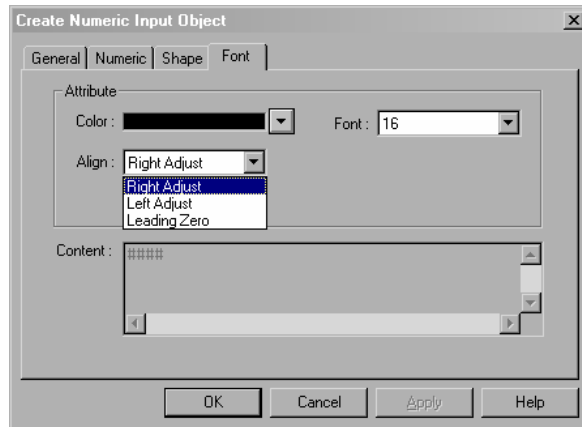 Create Numeric Input Object
General Numeric Shape Font
Attribute
Color : Font : 16
Align : Right Adjust
Right Adjust
Left Adjust
Leading Zero
Content : ####
OK Cancel Apply Help